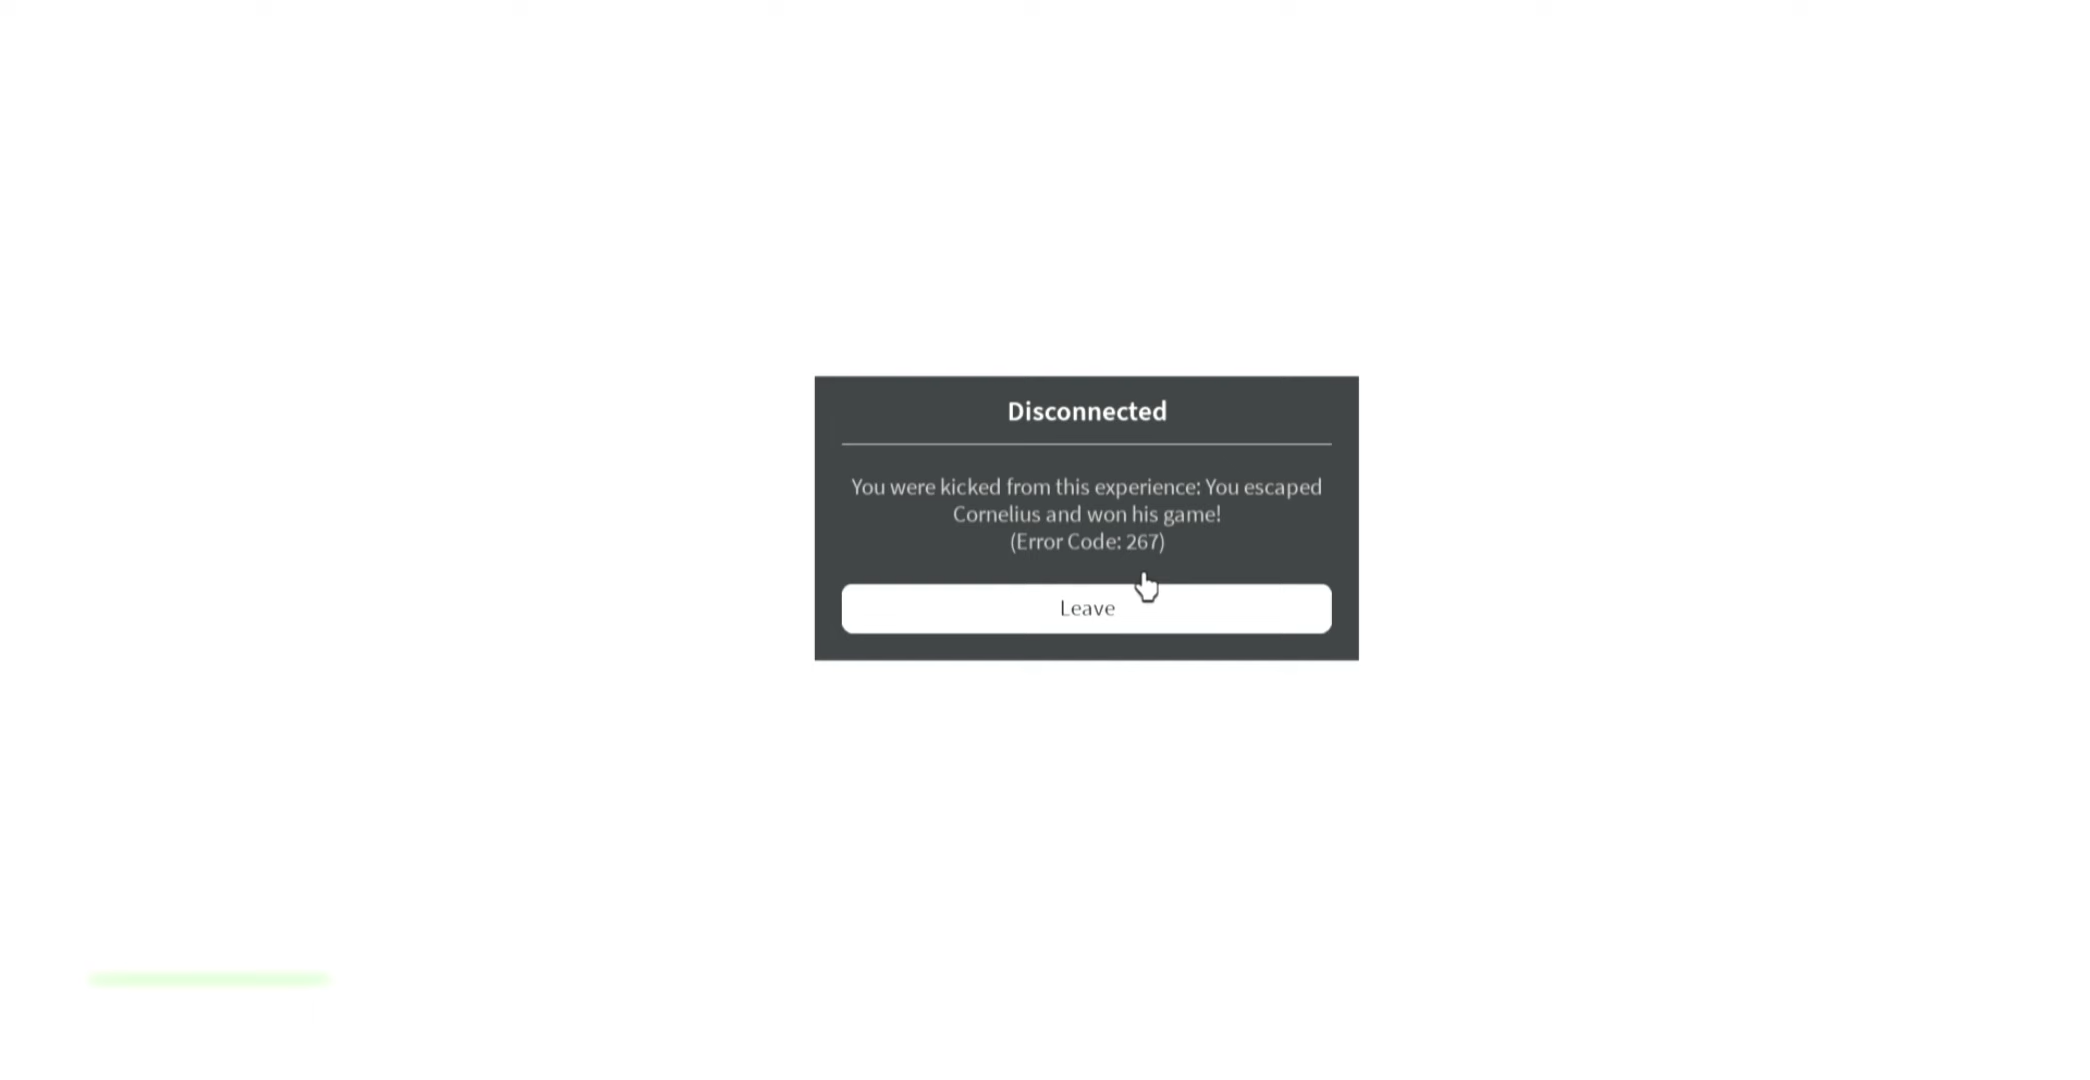 Disconnected
You were kicked from this experience: You escaped
Cornelius and won his game!
(Error Code: 267)
Leave